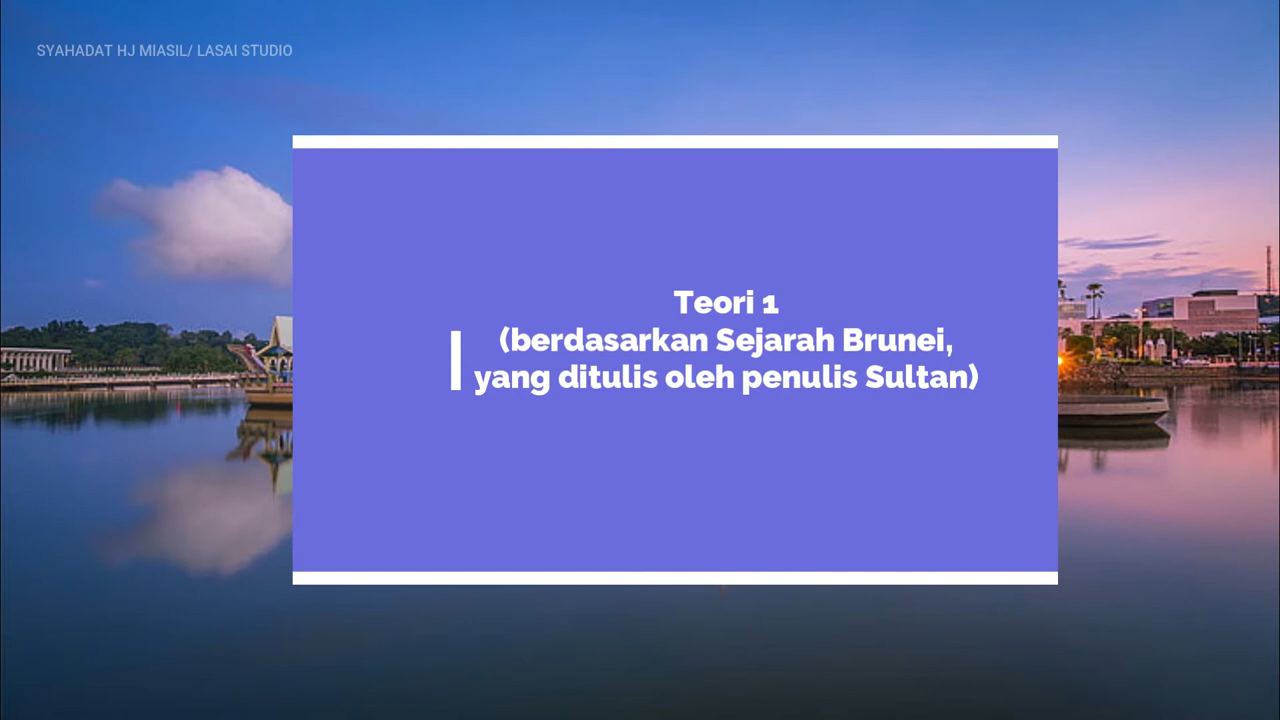 SYAHADAT HJ MIASIL/ LASAI STUDIO
Teori 1
(berdasarkan Sejarah Brunei,
yang ditulis oleh penulis Sultan)